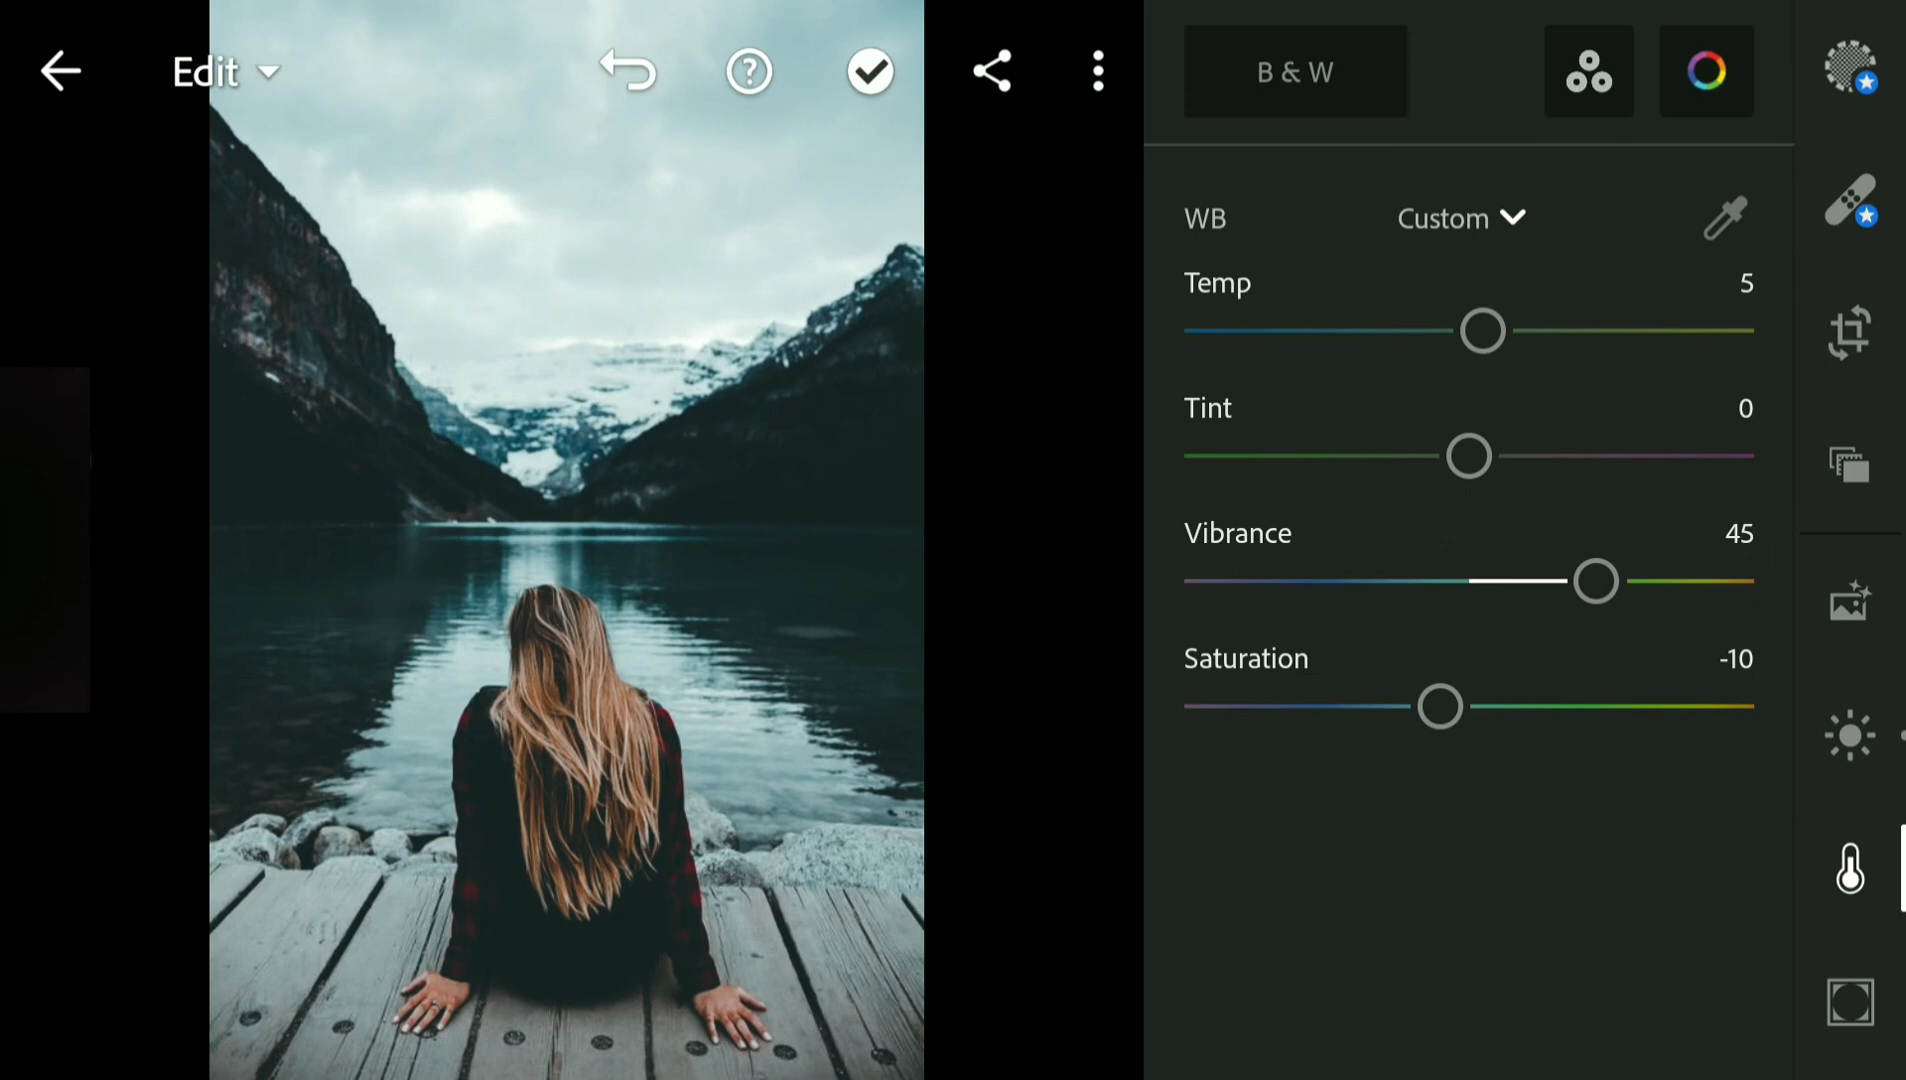 Edit
B & W
WB Custom
Temp 5
Tint 0
Vibrance 45
Saturation -10